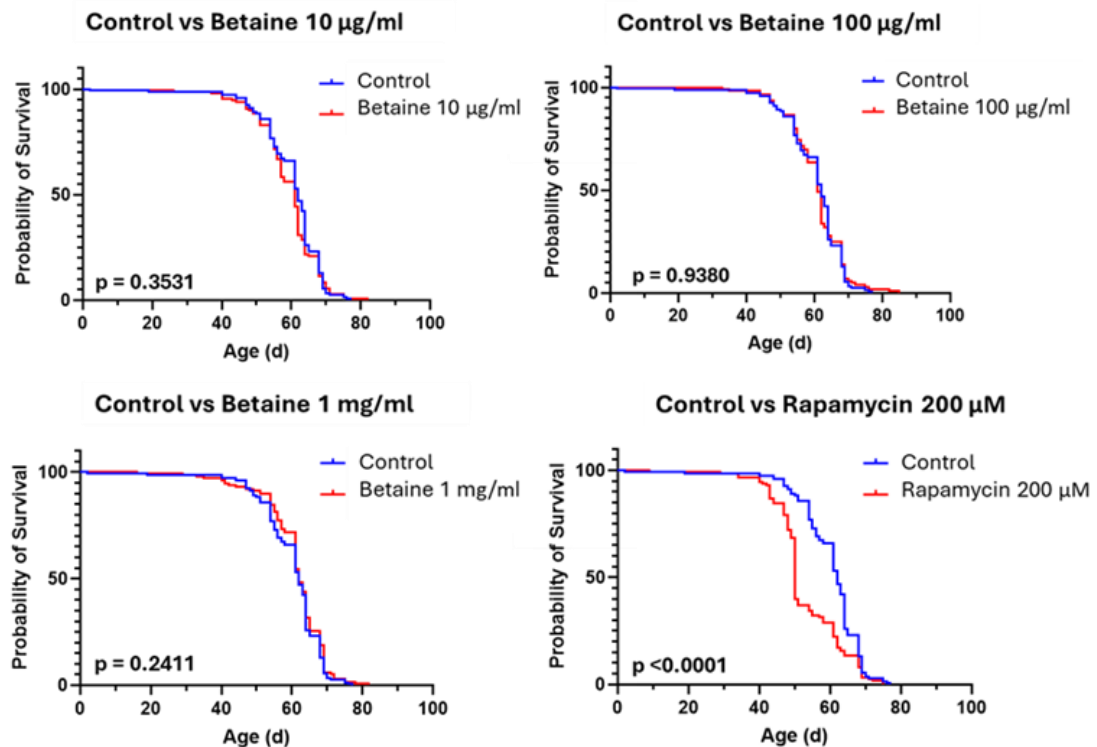 Control vs Betaine 10 µg/ml
Probability of Survival
100
50
0
Control
Betaine 10 µg/ml
p = 0.3531
0 20 40 60 80 100
Age (d)
Control vs Betaine 100 µg/ml
Probability of Survival
100
50
0
Control
Betaine 100 µg/ml
p = 0.9380
0 20 40 60 80 100
Age (d)
Control vs Betaine 1 mg/ml
Probability of Survival
100
50
0
Control
Betaine 1 mg/ml
p = 0.2411
0 20 40 60 80 100
Age (d)
Control vs Rapamycin 200 µM
Probability of Survival
100
50
0
Control
Rapamycin 200 µM
p <0.0001
0 20 40 60 80 100
Age (d)